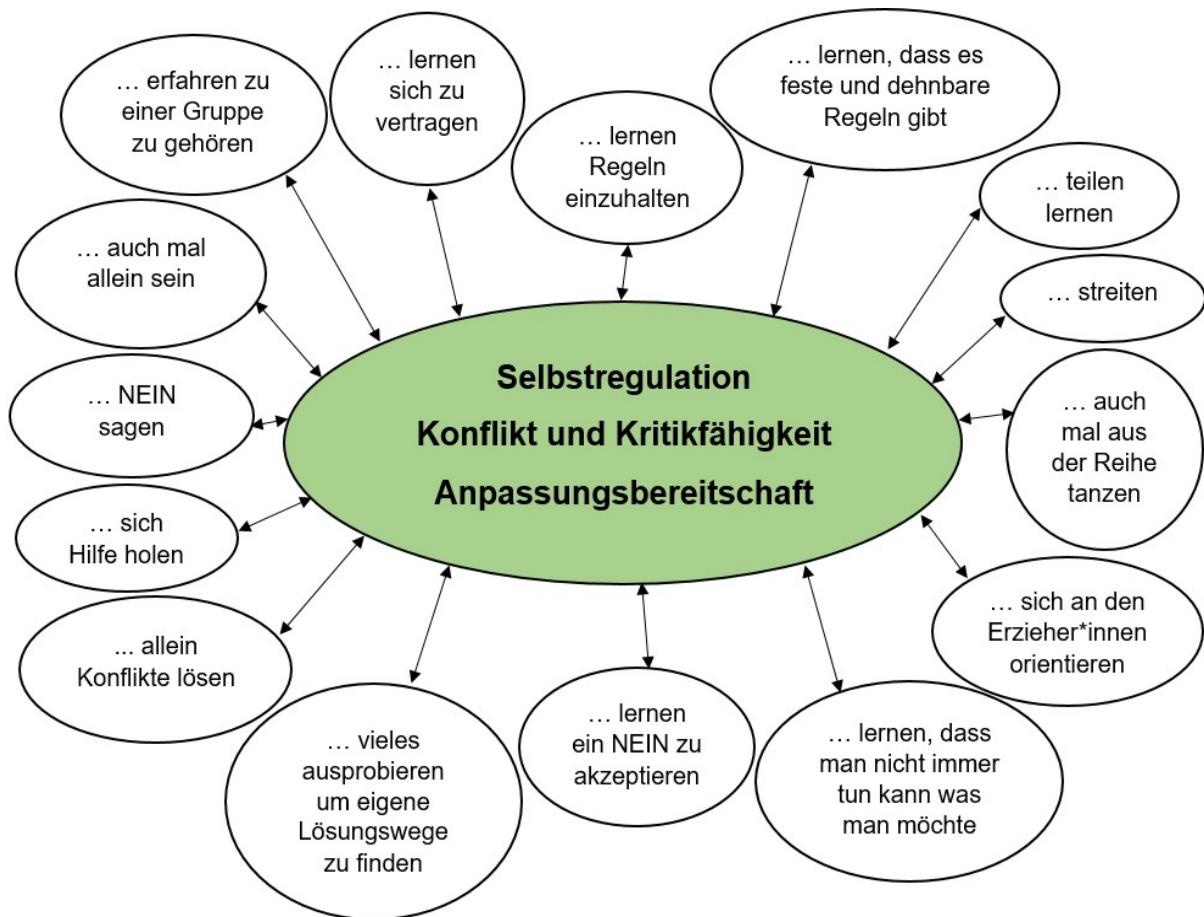 … erfahren zu
einer Gruppe
zu gehören
… lernen
sich zu
vertragen
… lernen
Regeln
einzuhalten
… lernen, dass es
feste und dehnbare
Regeln gibt
… teilen
lernen
… auch mal
allein sein
… streiten
Selbstregulation
Konflikt und Kritikfähigkeit
Anpassungsbereitschaft
… NEIN
sagen
… auch
mal aus
der Reihe
tanzen
… sich
Hilfe holen
… sich an den
Erzieher*innen
orientieren
... allein
Konflikte lösen
… vieles
ausprobieren
um eigene
Lösungswege
zu finden
… lernen
ein NEIN zu
akzeptieren
… lernen, dass
man nicht immer
tun kann was
man möchte